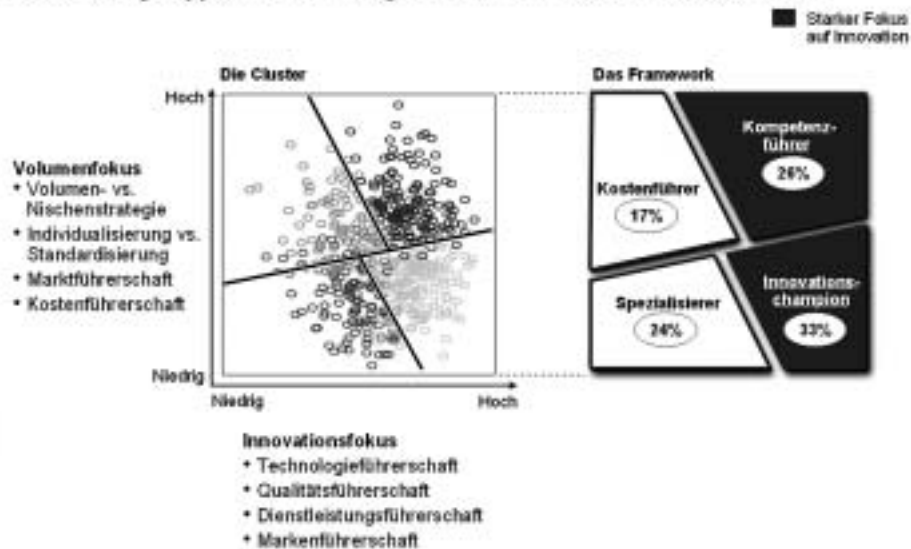 Starker Fokus
auf Innovation
Die Cluster
Das Framework
Hoch
Volumenfokus
• Volumen- vs.
Nischenstrategie
• Individualisierung vs.
Standardisierung
• Marktführerschaft
• Kostenführerschaft
Niedrig
Niedrig
Hoch
Kostenführer
17%
Kompetenz-
führer
26%
Spezialisierer
24%
Innovations-
champion
33%
Innovationsfokus
• Technologieführerschaft
• Qualitätsführerschaft
• Dienstleistungsführerschaft
• Markenführerschaft